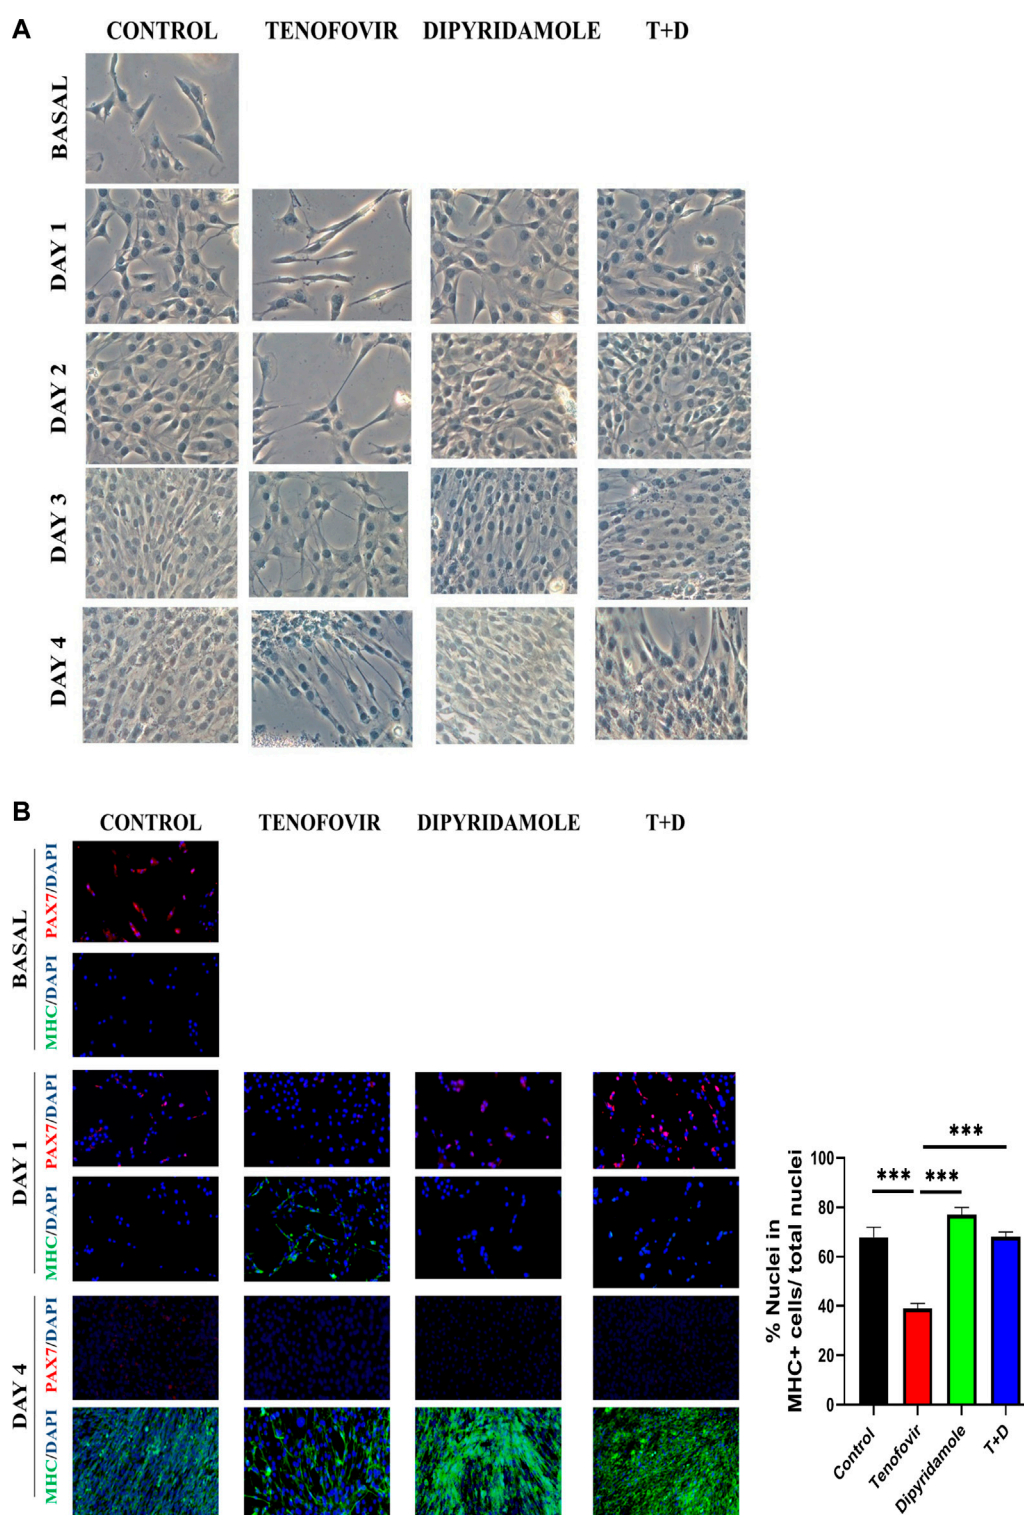 A
CONTROL TENOFOVIR DIPYRIDAMOLE T+D
BASAL
DAY 1
DAY 2
DAY 3
DAY 4
B
CONTROL TENOFOVIR DIPYRIDAMOLE T+D
BASAL
PAX7/DAPI
MHC/DAPI
DAY 1
PAX7/DAPI
MHC/DAPI
DAY 4
PAX7/DAPI
MHC/DAPI
% Nuclei in
MHC+ cells/ total nuclei
100
80
60
40
20
0
***
*** ***
Control
Tenofovir
Dipyridamole
T+D